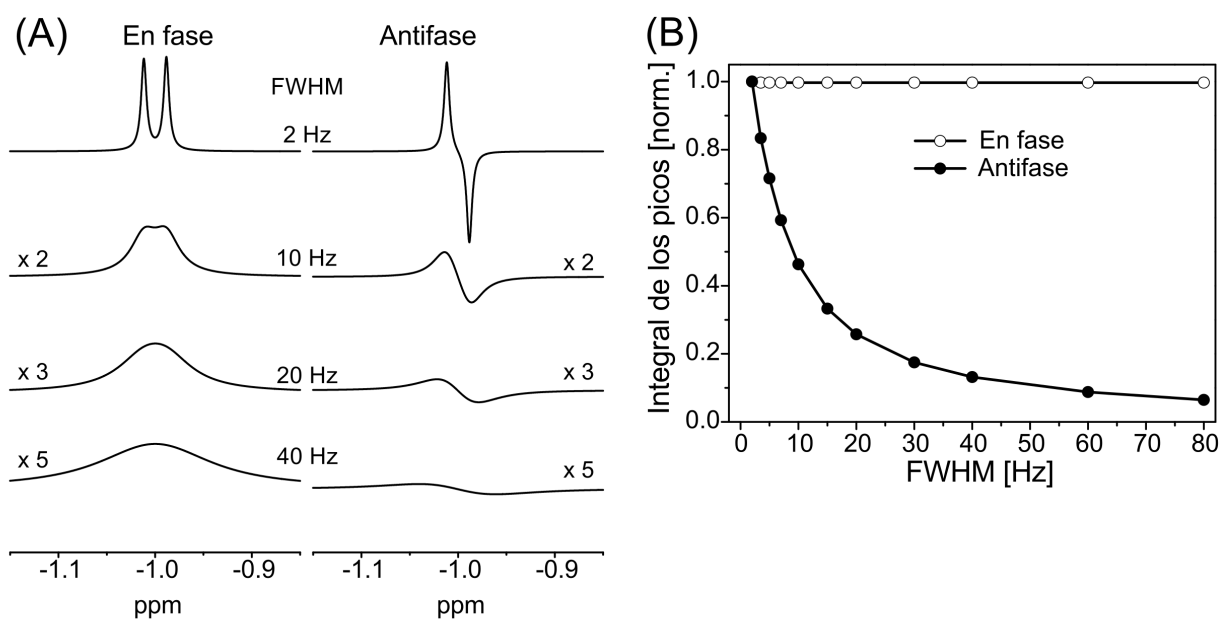 (A)
En fase
Antifase
FWHM
2 Hz
x 2
10 Hz
x 2
x 3
20 Hz
x 3
x 5
40 Hz
x 5
-1.1 -1.0 -0.9
-1.1 -1.0 -0.9
ppm
ppm
(B)
Integral de los picos [norm.]
1.0
0.8
0.6
0.4
0.2
0.0
En fase
Antifase
0 10 20 30 40 50 60 70 80
FWHM [Hz]